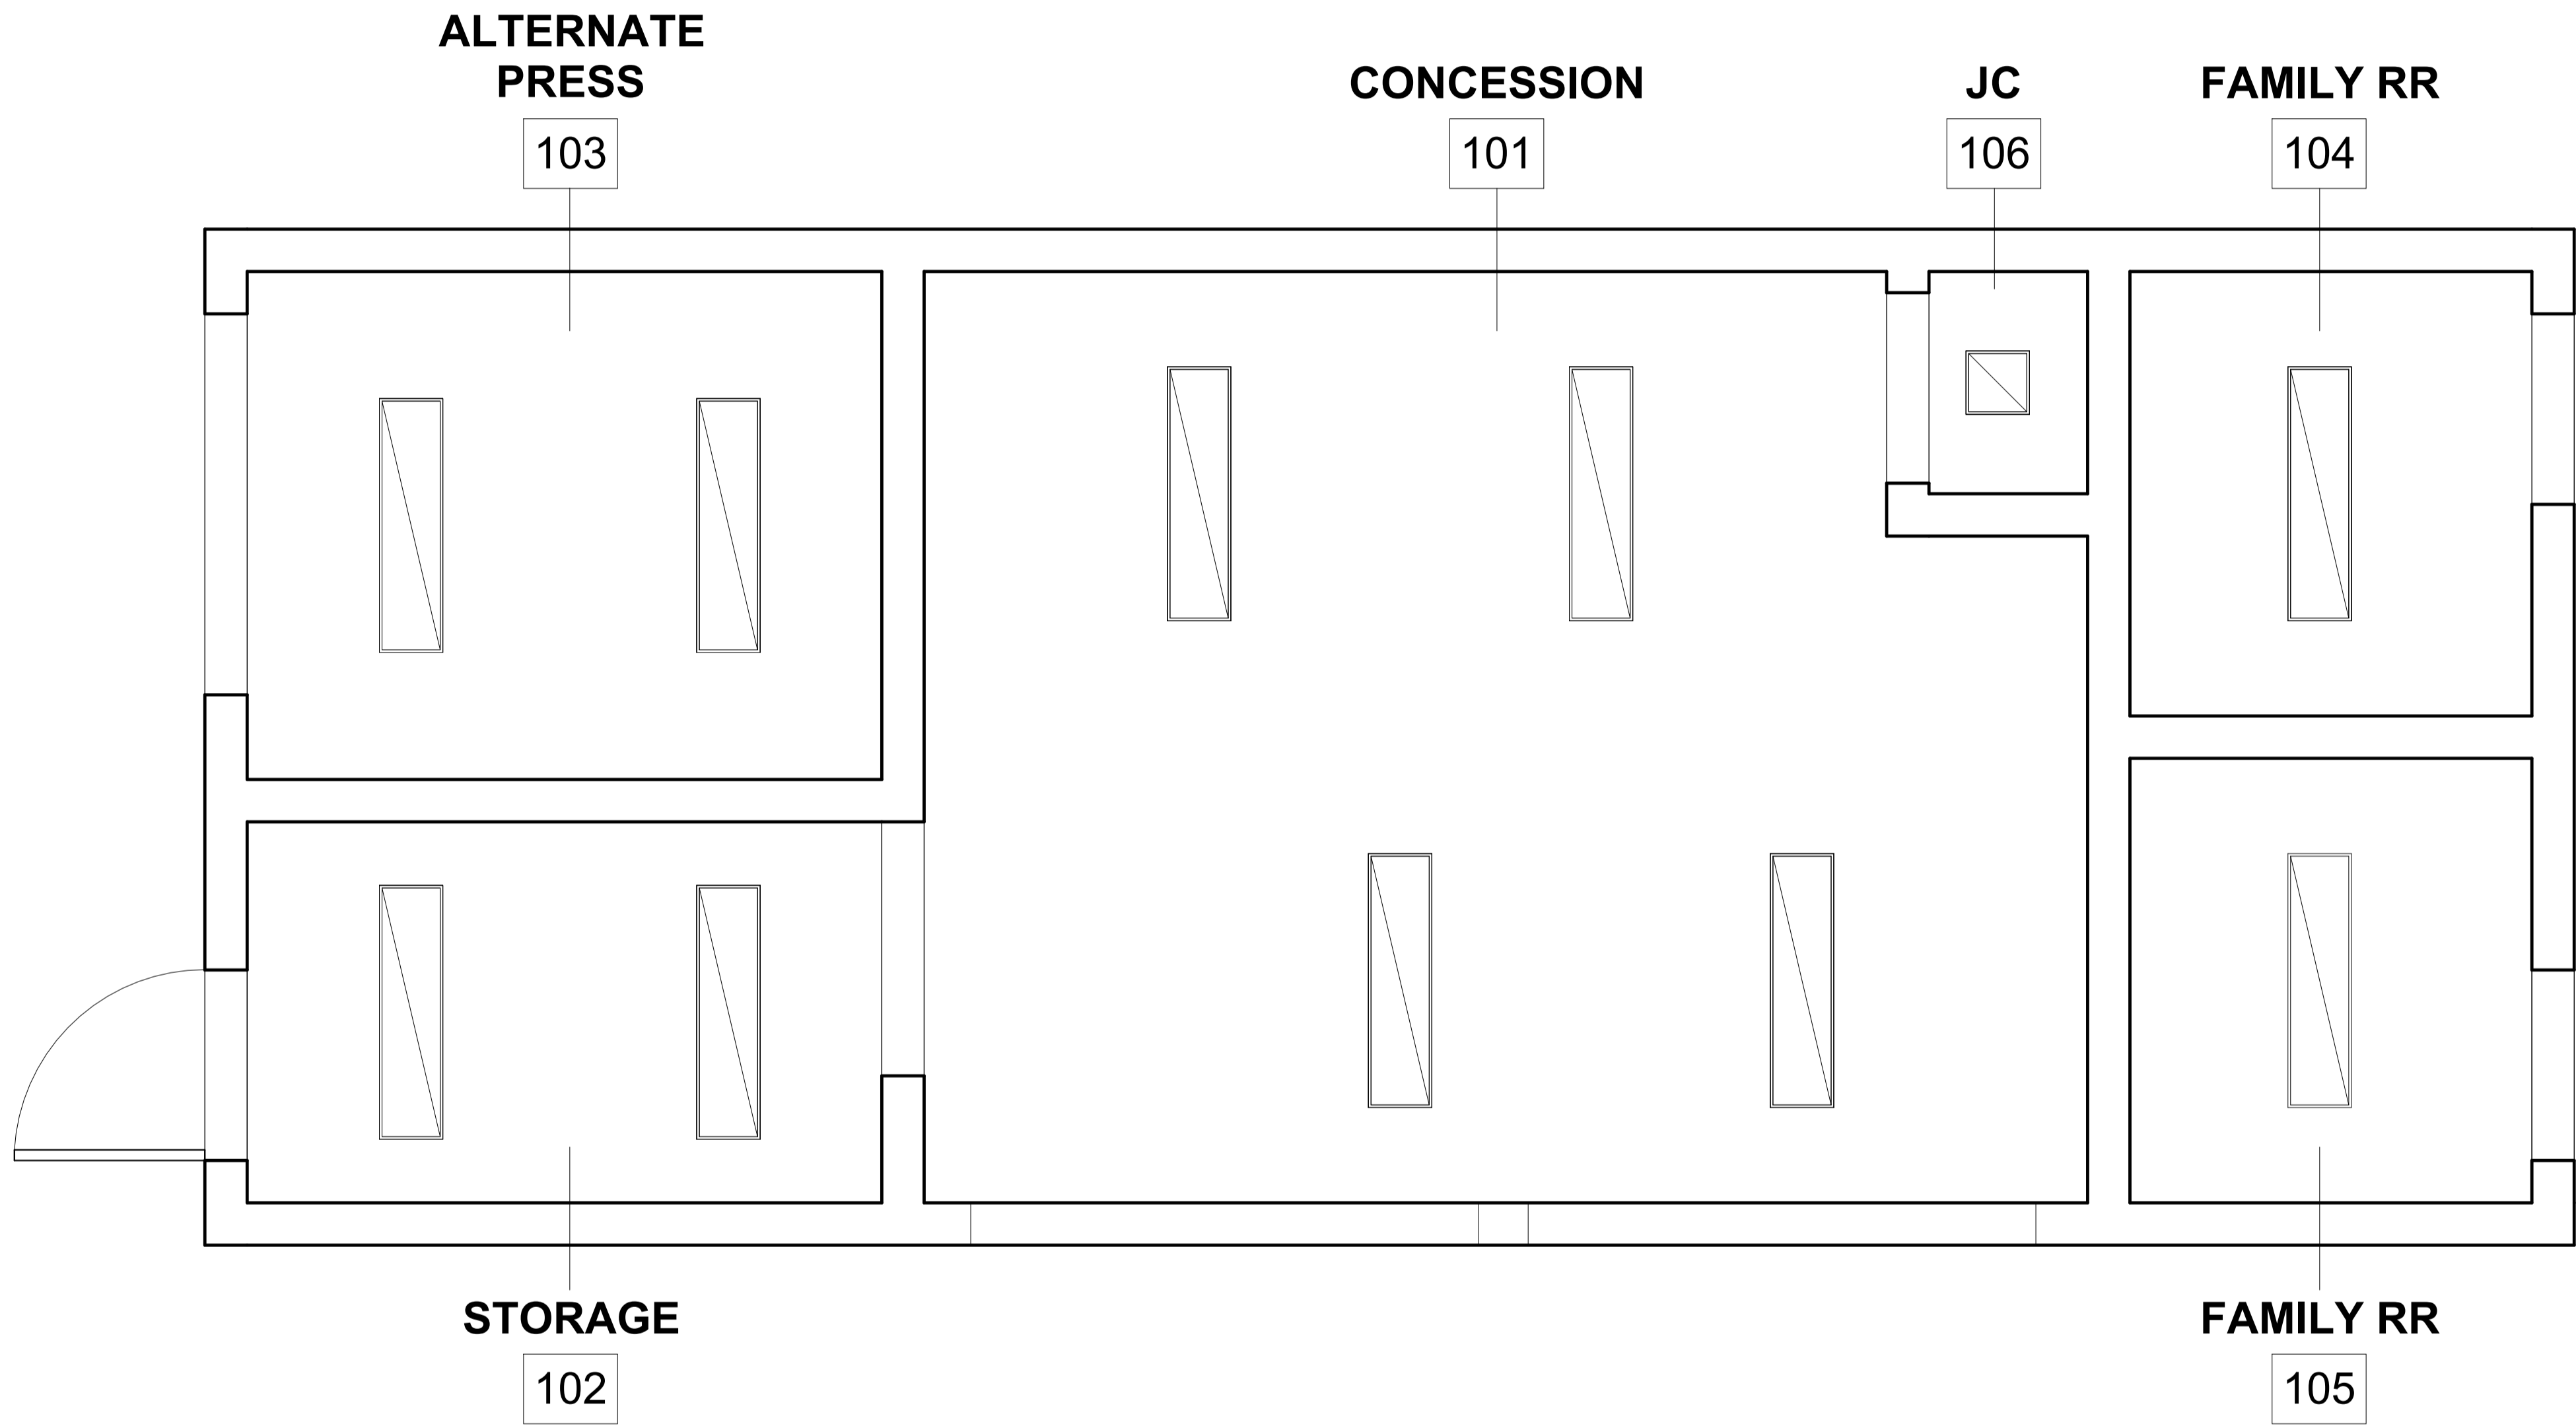 ALTERNATE
PRESS
103
CONCESSION
101
JC
106
FAMILY RR
104
STORAGE
102
FAMILY RR
105